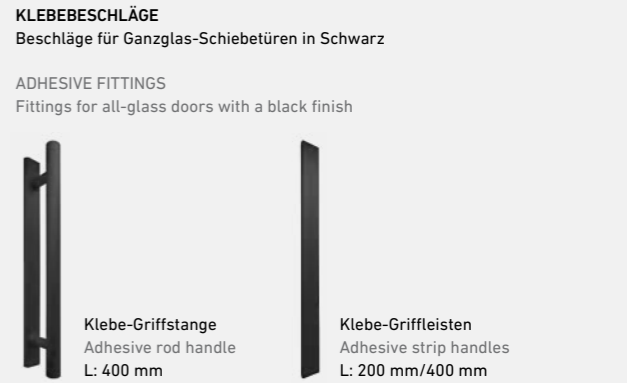 KLEBEBESCHLÄGE
Beschläge für Ganzglas-Schiebetüren in Schwarz
ADHESIVE FITTINGS
Fittings for all-glass doors with a black finish
Klebe-Griffstange
Adhesive rod handle
L: 400 mm
Klebe-Griffleisten
Adhesive strip handles
L: 200 mm/400 mm